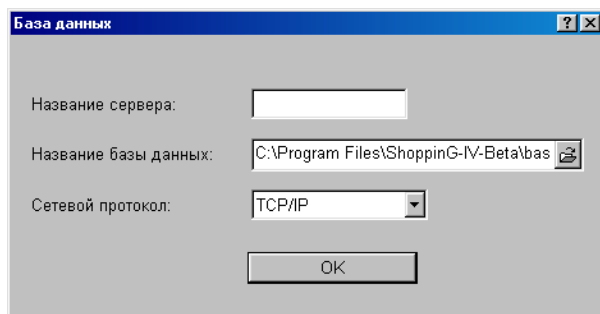 База данных
Название сервера:
Название базы данных: C:\Program Files\ShoppinG-IV-Beta\bas
Сетевой протокол: TCP/IP
OK